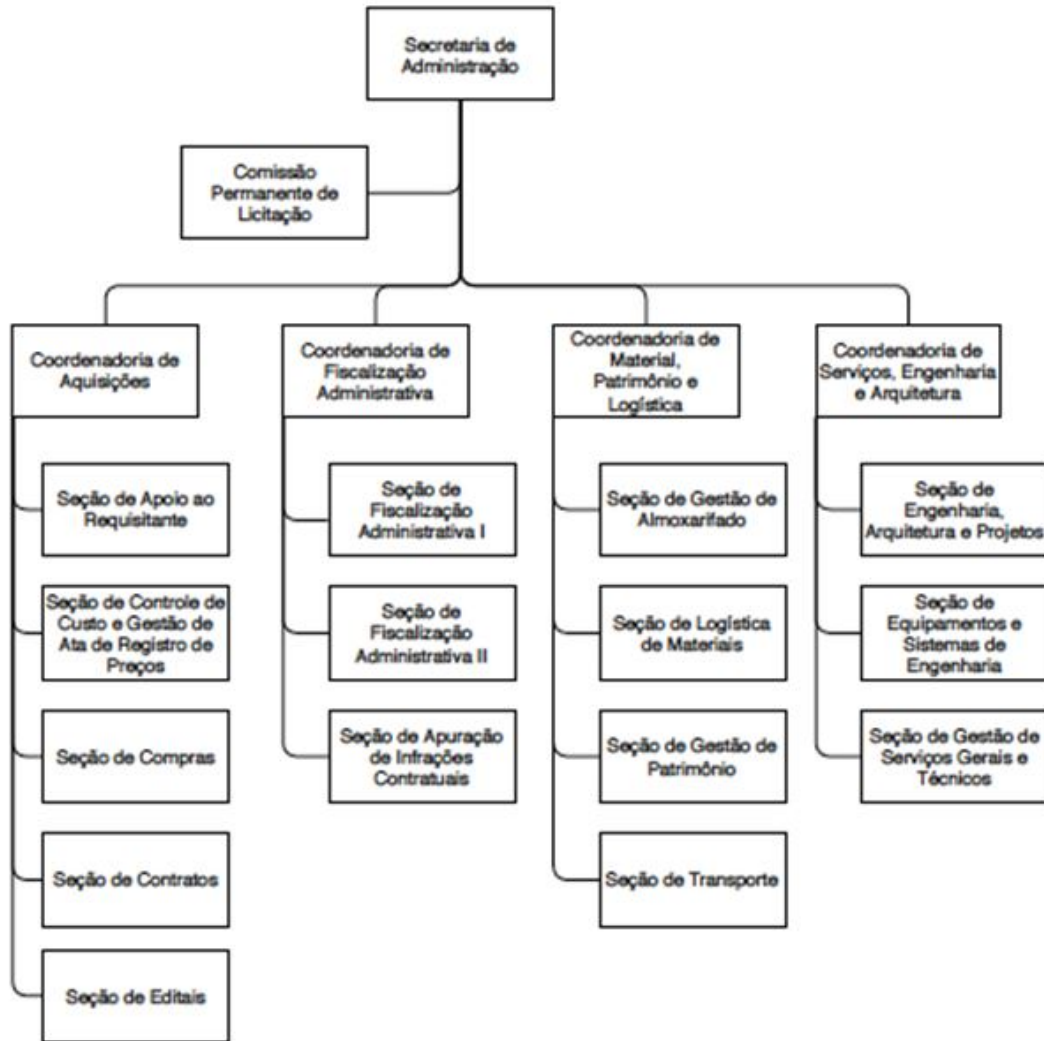 Secretaria de
Administração
Comissão
Permanente de
Licitação
Coordenadoria de
Aquisições
Seção de Apoio ao
Requisitante
Seção de Controle de
Custo e Gestão de
Ata de Registro de
Preços
Seção de Compras
Seção de Contratos
Seção de Editais
Coordenadoria de
Fiscalização
Administrativa
Seção de
Fiscalização
Administrativa I
Seção de
Fiscalização
Administrativa II
Seção de Apuração
de Infrações
Contratuais
Coordenadoria de
Material,
Patrimônio e
Logística
Seção de Gestão de
Almoxarifado
Seção de Logística
de Materiais
Seção de Gestão de
Patrimônio
Seção de Transporte
Coordenadoria de
Serviços, Engenharia
e Arquitetura
Seção de
Engenharia,
Arquitetura e Projetos
Seção de
Equipamentos e
Sistemas de
Engenharia
Seção de Gestão de
Serviços Gerais e
Técnicos